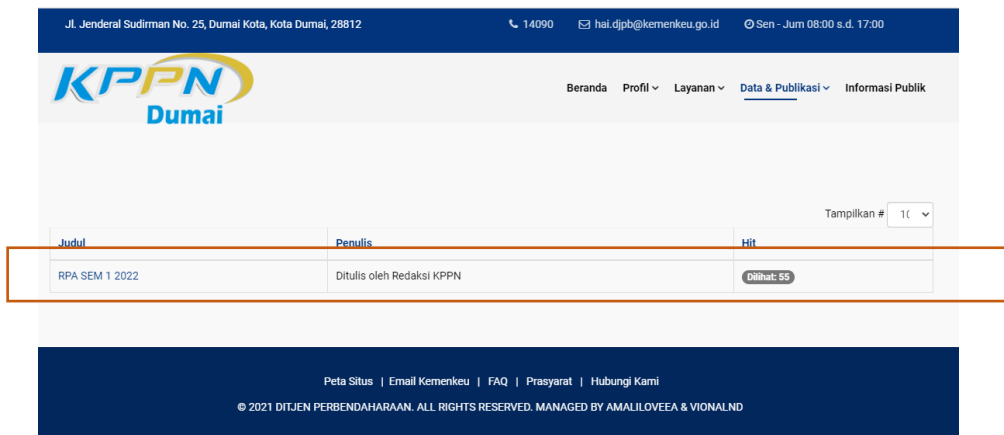 Jl. Jenderal Sudirman No. 25, Dumai Kota, Kota Dumai, 28812 14090 hai.djpb@kemenkeu.go.id Sen - Jum 08:00 s.d. 17:00
KPPN
Dumai
Beranda Profil Layanan Data & Publikasi Informasi Publik
Tampilkan # 10
Judul Penulis Hit
RPA SEM 1 2022 Ditulis oleh Redaksi KPPN Dilihat: 55
Peta Situs | Email Kemenkeu | FAQ | Prasyarat | Hubungi Kami
© 2021 DITJEN PERBENDAHARAAN. ALL RIGHTS RESERVED. MANAGED BY AMALILOVEEA & VIONALND